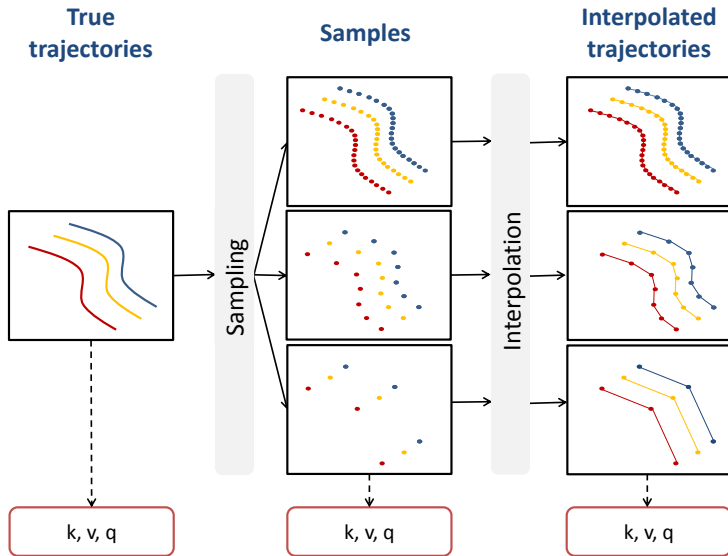 True
trajectories
Samples
Interpolated
trajectories
Sampling
Interpolation
k, v, q
k, v, q
k, v, q